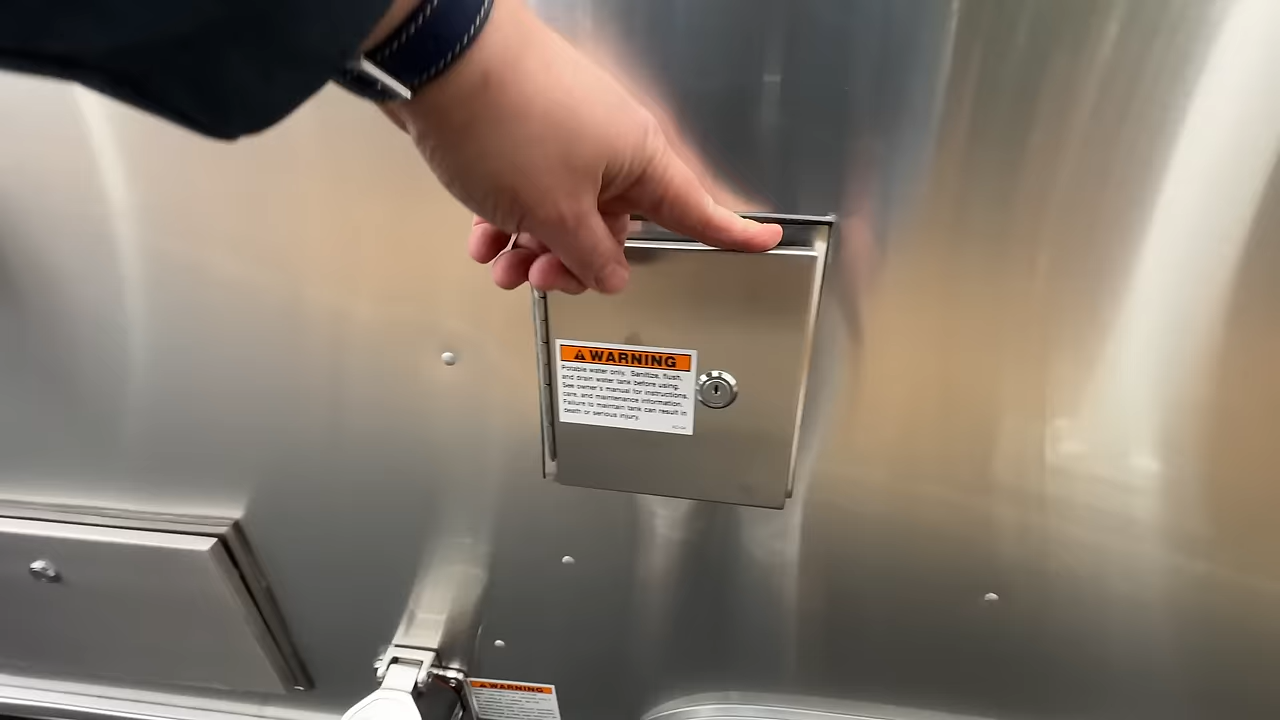 WARNING
Potable water only. Sanitize, flush,
and drain water tank before using.
See owner's manual for instructions,
care, and maintenance information.
Failure to maintain tank can result in
death or serious injury.
WARNING